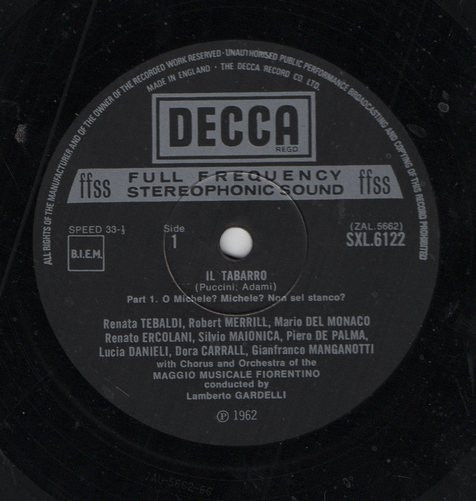 ALL RIGHTS OF THE MANUFACTURER AND OF THE OWNER OF THE RECORDED WORK RESERVED · UNAUTHORISED PUBLIC PERFORMANCE BROADCASTING AND COPYING OF THIS RECORD PROHIBITED
MADE IN ENGLAND · THE DECCA RECORD CO. LTD.
DECCA
REGD
ffss FULL FREQUENCY ffss
STEREOPHONIC SOUND
SPEED 33-⅓
Side
1
(ZAL.5662)
SXL.6122
B.I.E.M.
IL TABARRO
(Puccini: Adami)
Part 1. O Michele? Michele? Non sei stanco?
Renata TEBALDI, Robert MERRILL, Mario DEL MONACO
Renato ERCOLANI, Silvio MAIONICA, Piero DE PALMA,
Lucia DANIELI, Dora CARRALL, Gianfranco MANGANOTTI
with Chorus and Orchestra of the
MAGGIO MUSICALE FIORENTINO
conducted by
Lamberto GARDELLI
℗ 1962